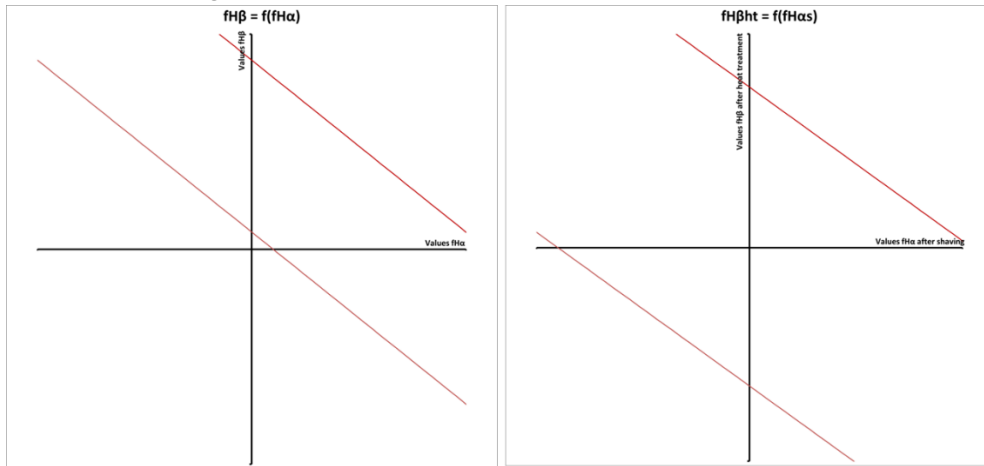 fHβ = f(fHα)
Values fHβ
Values fHα
fHβht = f(fHαs)
Values fHβ after heat treatment
Values fHα after shaving